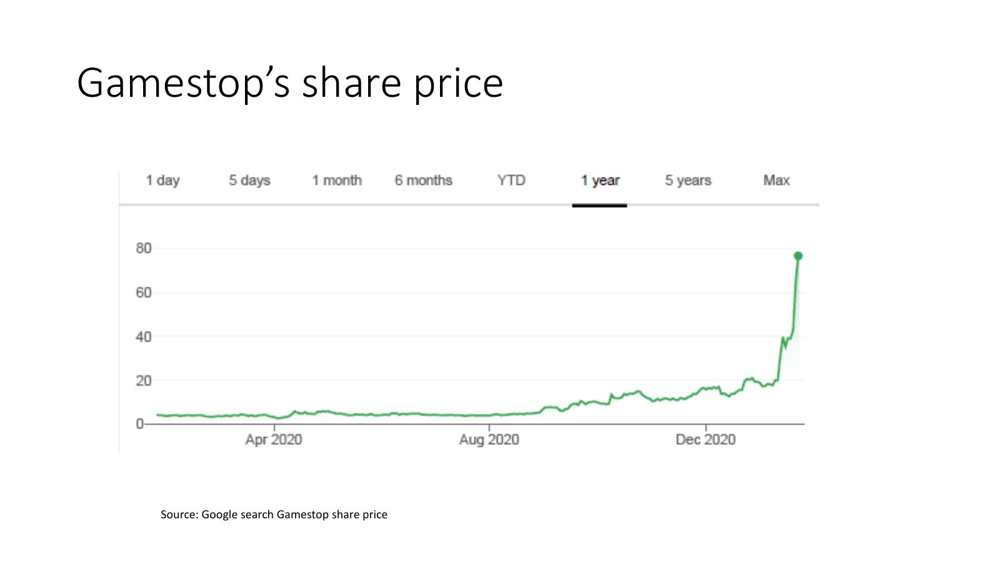 Gamestop’s share price
1 day 5 days 1 month 6 months YTD 1 year 5 years Max
80
60
40
20
0
Apr 2020 Aug 2020 Dec 2020
Source: Google search Gamestop share price